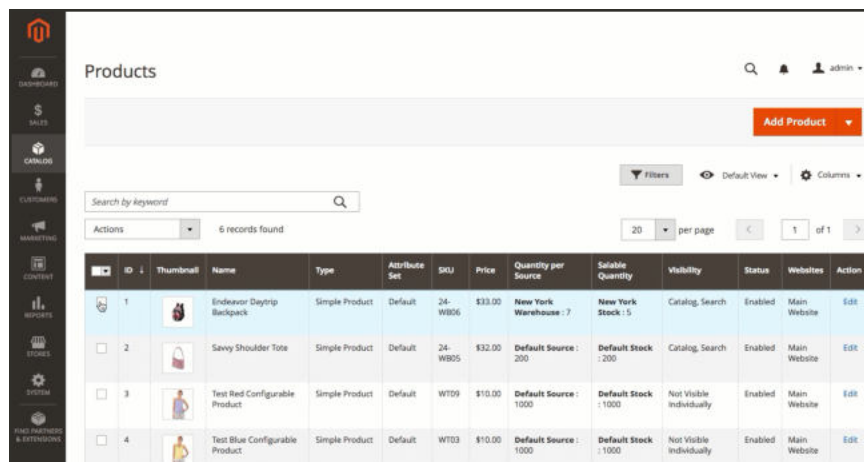 Products
admin
DASHBOARD
SALES
CATALOG
CUSTOMERS
MARKETING
CONTENT
REPORTS
STORES
SYSTEM
FIND PARTNERS
& EXTENSIONS
Add Product
Filters
Default View
Columns
Search by keyword
Actions
6 records found
20 per page
1 of 1
ID ↓ Thumbnail Name Type Attribute Set SKU Price Quantity per Source Salable Quantity Visibility Status Websites Action
1 Endeavor Daytrip Simple Product Default 24- $33.00 New York New York Catalog, Search Enabled Main Edit
Backpack WB06 Warehouse : 7 Stock : 5 Website
2 Savvy Shoulder Tote Simple Product Default 24- $32.00 Default Source : Default Stock Catalog, Search Enabled Main Edit
WB05 200 : 200 Website
3 Test Red Configurable Simple Product Default WT09 $10.00 Default Source : Default Stock Not Visible Enabled Main Edit
Product 1000 : 1000 Individually Website
4 Test Blue Configurable Simple Product Default WT03 $10.00 Default Source : Default Stock Not Visible Enabled Main Edit
Product 1000 : 1000 Individually Website